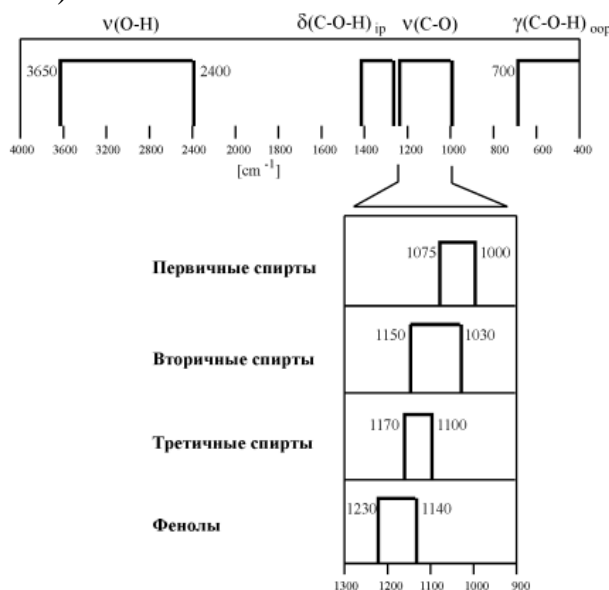 ν(O-H) δ(C-O-H) ip ν(C-O) γ(C-O-H) oop
3650 2400 700
4000 3600 3200 2800 2400 2000 1600 1400 1200 1000 800 600 400
[cm -1]
Первичные спирты 1075 1000
Вторичные спирты 1150 1030
Третичные спирты 1170 1100
Фенолы 1230 1140
1300 1200 1100 1000 900